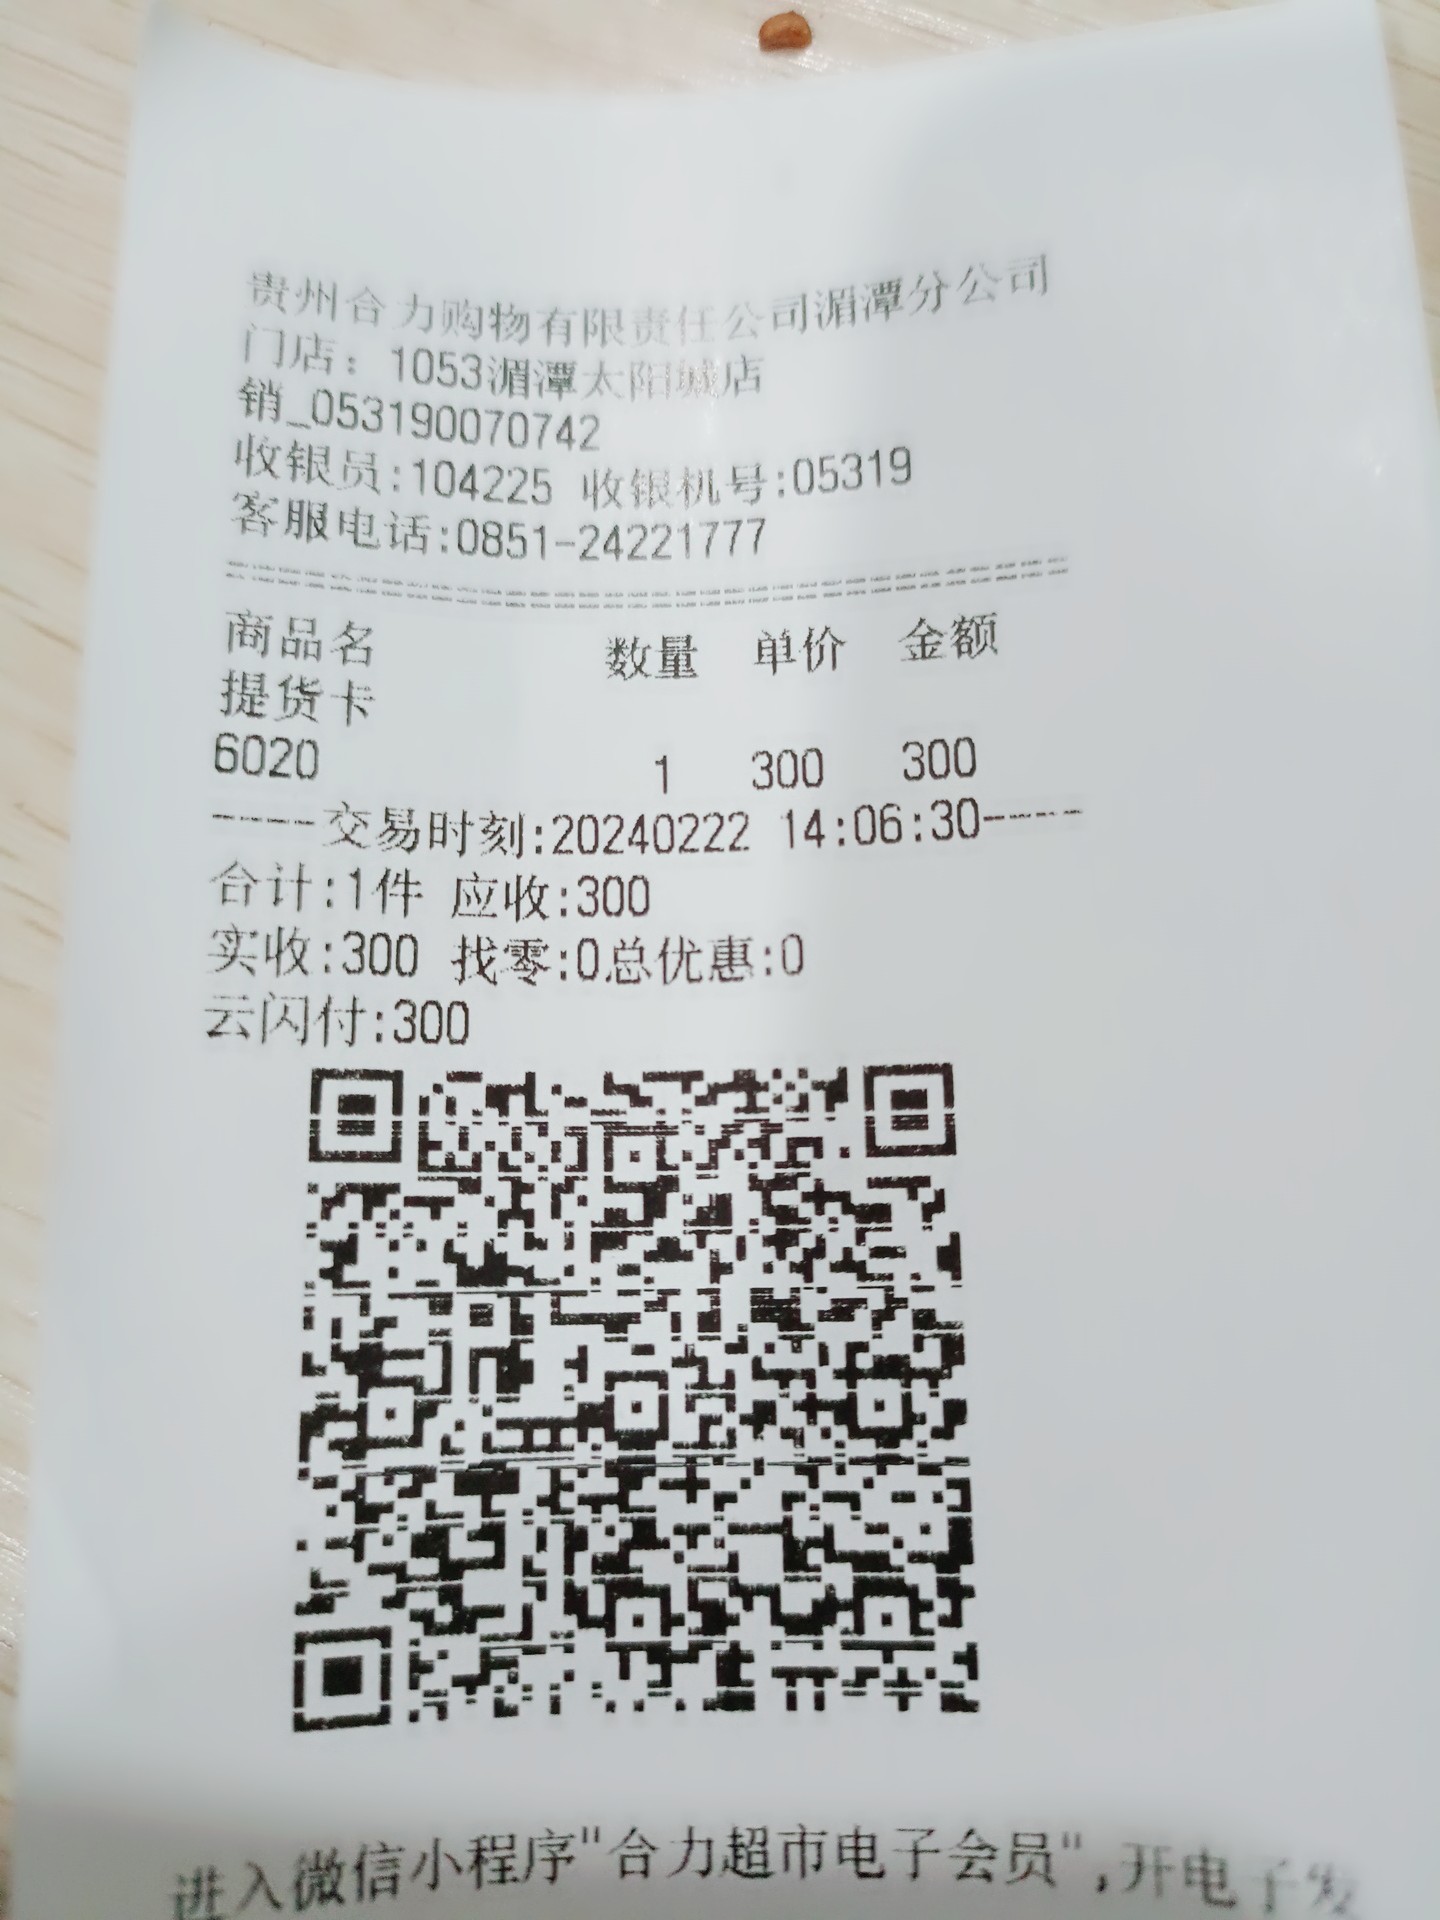 贵州合力购物有限责任公司湄潭分公司
门店：1053湄潭太阳城店
销_053190070742
收银员:104225 收银机号:05319
客服电话:0851-24221777
商品名 数量 单价 金额
提货卡
6020 1 300 300
----交易时刻:20240222 14:06:30----
合计:1件 应收:300
实收:300 找零:0总优惠:0
云闪付:300
进入微信小程序"合力超市电子会员",开电子发